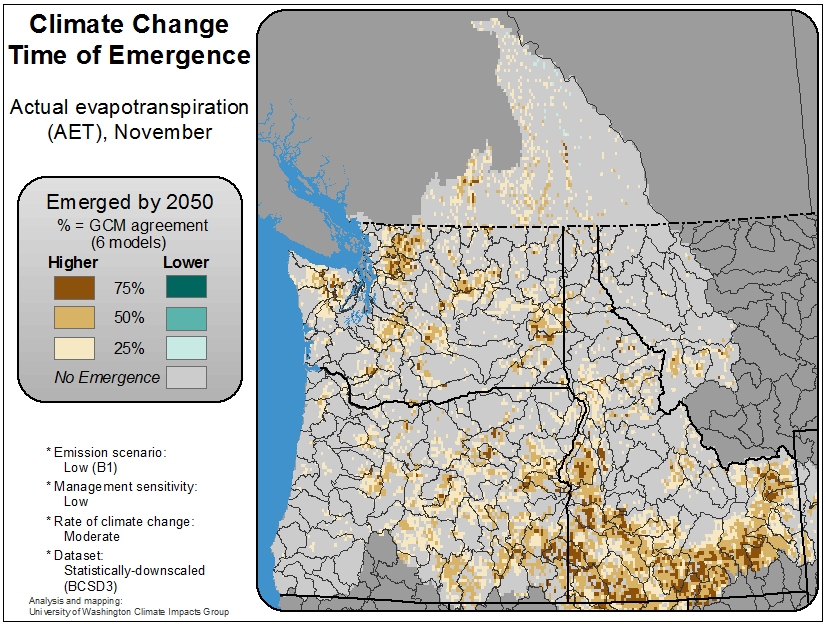 Climate Change
Time of Emergence
Actual evapotranspiration
(AET), November
Emerged by 2050
% = GCM agreement
(6 models)
Higher Lower
75%
50%
25%
No Emergence
* Emission scenario:
Low (B1)
* Management sensitivity:
Low
* Rate of climate change:
Moderate
* Dataset:
Statistically-downscaled
(BCSD3)
Analysis and mapping:
University of Washington Climate Impacts Group